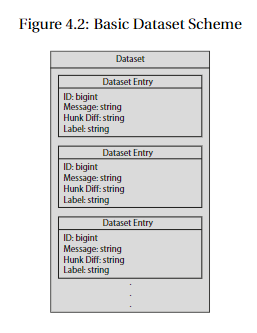 Figure 4.2: Basic Dataset Scheme
Dataset
Dataset Entry
ID: bigint
Message: string
Hunk Diff: string
Label: string
Dataset Entry
ID: bigint
Message: string
Hunk Diff: string
Label: string
Dataset Entry
ID: bigint
Message: string
Hunk Diff: string
Label: string
.
.
.